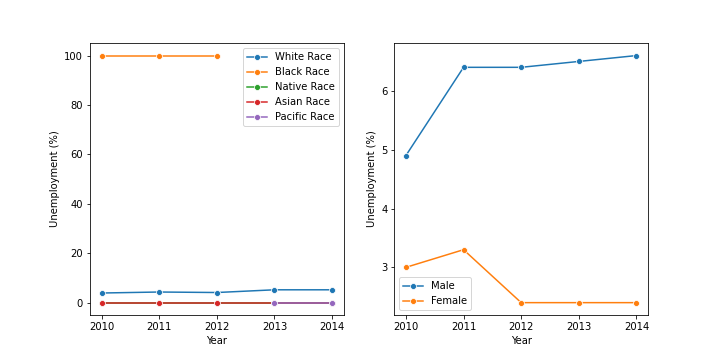 100
80
60
40
20
0
Unemployment (%)
2010 2011 2012 2013 2014
Year
White Race
Black Race
Native Race
Asian Race
Pacific Race
6
5
4
3
Unemployment (%)
2010 2011 2012 2013 2014
Year
Male
Female